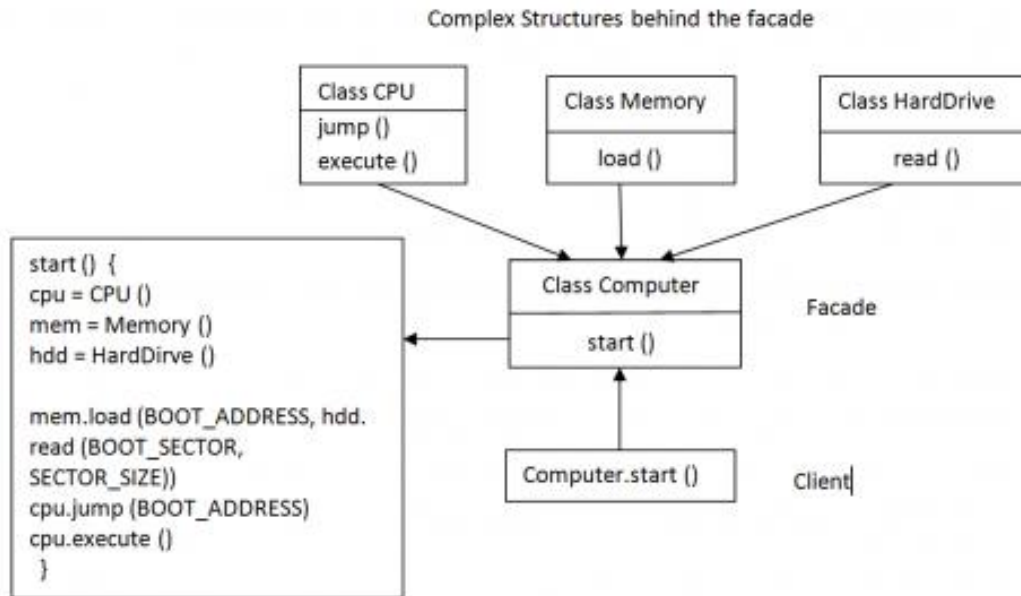 Complex Structures behind the facade
Class CPU
jump ()
execute ()
Class Memory
load ()
Class HardDrive
read ()
start () {
cpu = CPU ()
mem = Memory ()
hdd = HardDirve ()
mem.load (BOOT_ADDRESS, hdd.
read (BOOT_SECTOR,
SECTOR_SIZE))
cpu.jump (BOOT_ADDRESS)
cpu.execute ()
}
Class Computer
start ()
Facade
Computer.start ()
Client